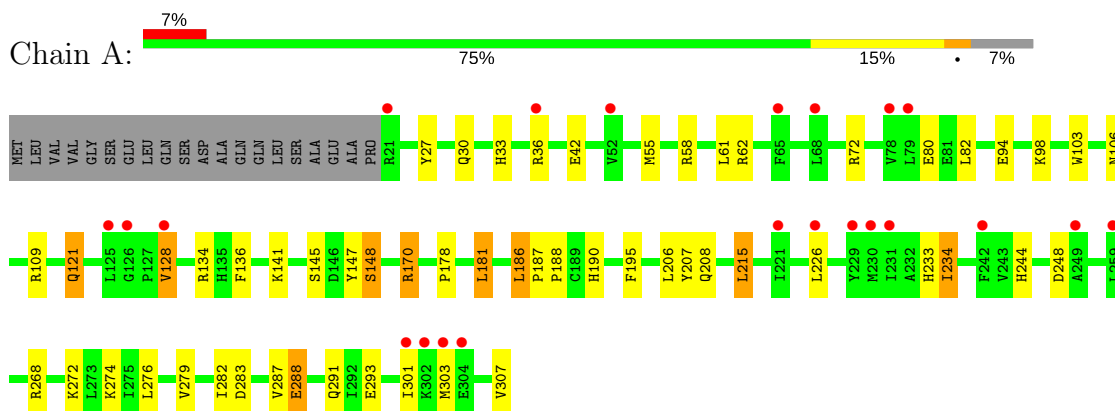 7%
Chain A:
75% 15% • 7%
MET LEU VAL VAL GLY SER GLU LEU GLN SER ASP ALA GLN GLN LEU SER ALA GLU ALA PRO R21 Y27 Q30 H33 R36 E42 V52 M55 R58 L61 R62 F65 L68 R72 V78 L79 E80 E81 L82 E94 K98 W103 N106
R109 Q121 L125 G126 P127 V128 R134 H135 F136 K141 S145 D146 Y147 S148 R170 P178 L181 L186 P187 P188 C189 H190 F195 L206 Y207 Q208 L215 I221 L226 Y229 M230 I231 A232 H233 I234 F242 V243 H244 D248 A249 L259
R268 K272 L273 K274 I275 L276 V279 I282 D283 V287 E288 Q291 I292 E293 I301 K302 M303 E304 V307